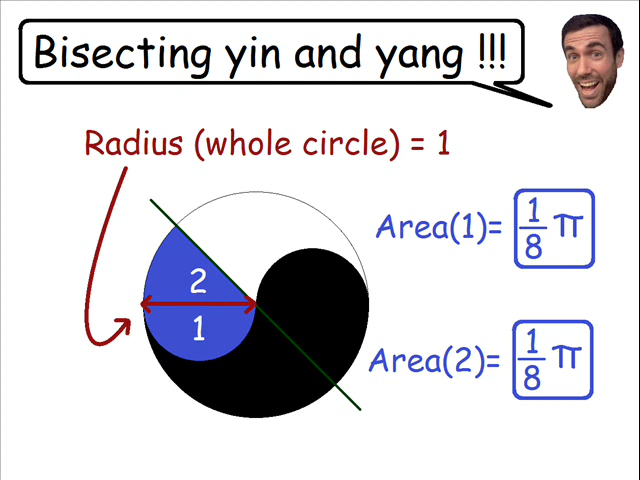 Bisecting yin and yang !!!
Radius (whole circle) = 1
Area(1)= 1/8 π
2
1
Area(2)= 1/8 π